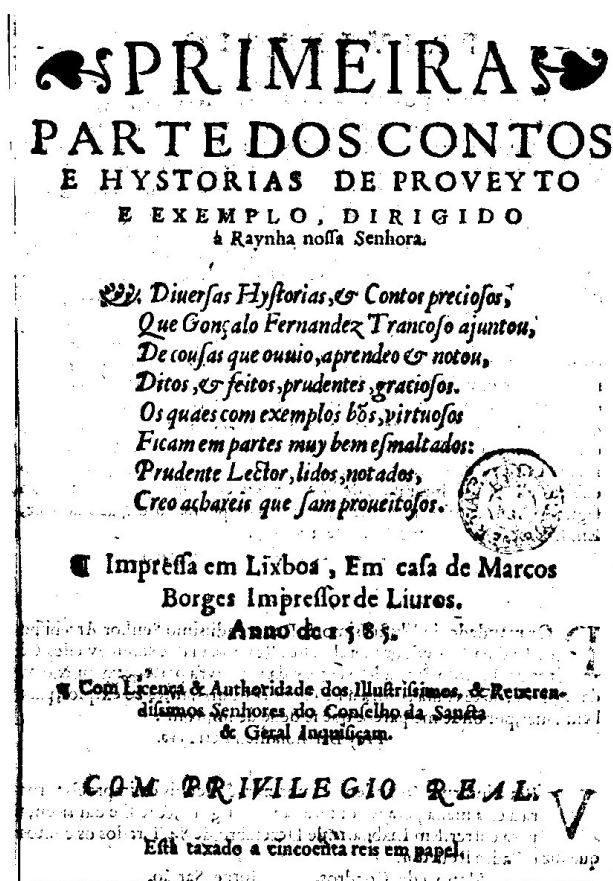 PRIMEIRA
PARTE DOS CONTOS
E HYSTORIAS DE PROVEYTO
E EXEMPLO, DIRIGIDO
à Raynha nossa Senhora.
Diuersas Hystorias, & Contos preciosos,
Que Gonçalo Fernandez Trancoso ajuntou,
De cousas que ouuio, aprendeo & notou,
Ditos, & feitos, prudentes, graciosos.
Os quaes com exemplos bõs, virtuosos
Ficam em partes muy bem esmaltados:
Prudente Lector, lidos, notados,
Creo achareis que sam proueitosos.
¶ Impressa em Lixboa, Em casa de Marcos
Borges Impressor de Liuros.
Anno de 1585.
¶ Com Licença & Authoridade dos Illustrissimos, & Reueren-
dissimos Senhores do Conselho da Sancta
& Geral Inquisiçam.
COM PRIVILEGIO REAL.
Està taxado a cincoenta reis em papel.